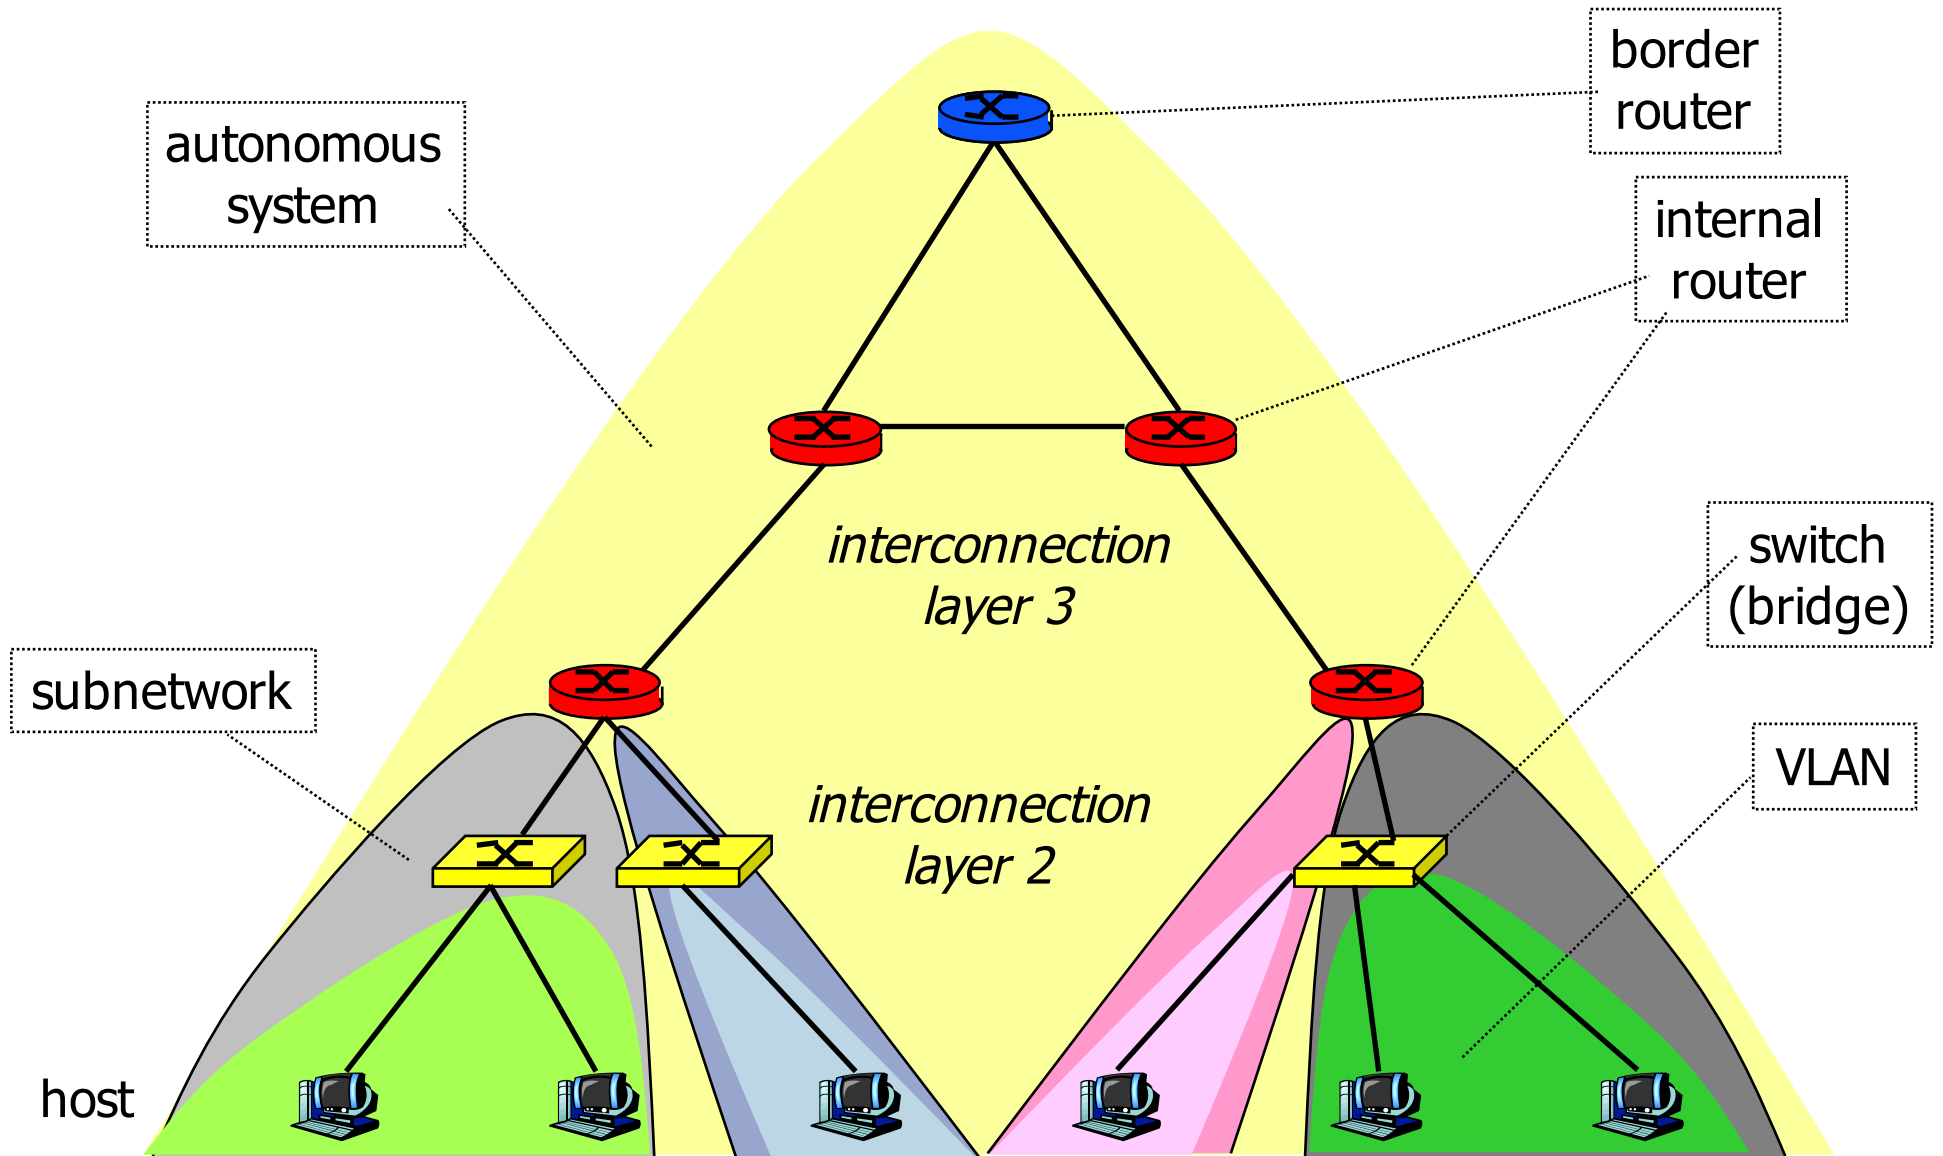 border
router
autonomous
system
internal
router
interconnection
layer 3
switch
(bridge)
subnetwork
VLAN
interconnection
layer 2
host